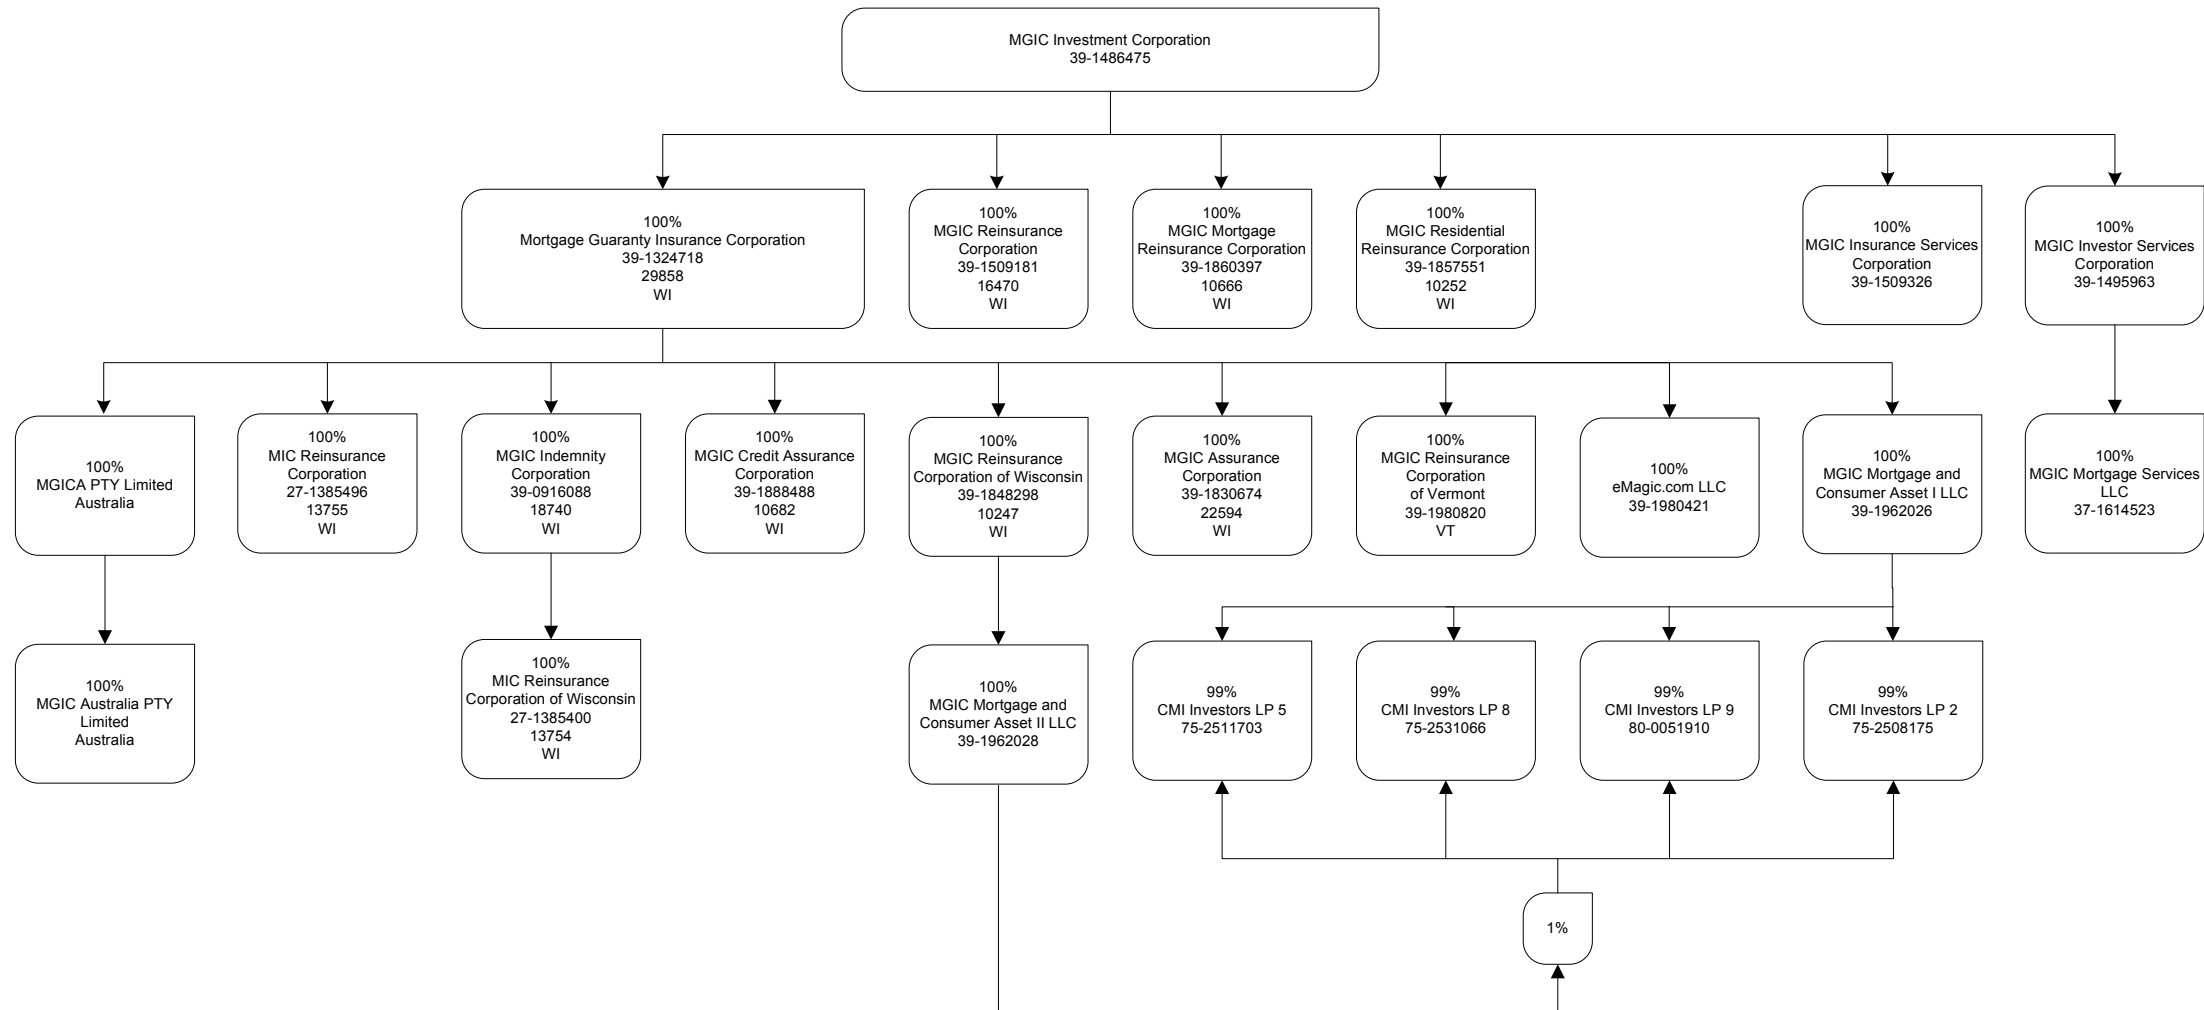 MGIC Investment Corporation
39-1486475
100%
Mortgage Guaranty Insurance Corporation
39-1324718
29858
WI
100%
MGIC Reinsurance
Corporation
39-1509181
16470
WI
100%
MGIC Mortgage
Reinsurance Corporation
39-1860397
10666
WI
100%
MGIC Residential
Reinsurance Corporation
39-1857551
10252
WI
100%
MGIC Insurance Services
Corporation
39-1509326
100%
MGIC Investor Services
Corporation
39-1495963
100%
MGICA PTY Limited
Australia
100%
MIC Reinsurance
Corporation
27-1385496
13755
WI
100%
MGIC Indemnity
Corporation
39-0916088
18740
WI
100%
MGIC Credit Assurance
Corporation
39-1888488
10682
WI
100%
MGIC Reinsurance
Corporation of Wisconsin
39-1848298
10247
WI
100%
MGIC Assurance
Corporation
39-1830674
22594
WI
100%
MGIC Reinsurance
Corporation
of Vermont
39-1980820
VT
100%
eMagic.com LLC
39-1980421
100%
MGIC Mortgage and
Consumer Asset I LLC
39-1962026
100%
MGIC Mortgage Services
LLC
37-1614523
100%
MGIC Australia PTY
Limited
Australia
100%
MIC Reinsurance
Corporation of Wisconsin
27-1385400
13754
WI
100%
MGIC Mortgage and
Consumer Asset II LLC
39-1962028
99%
CMI Investors LP 5
75-2511703
99%
CMI Investors LP 8
75-2531066
99%
CMI Investors LP 9
80-0051910
99%
CMI Investors LP 2
75-2508175
1%